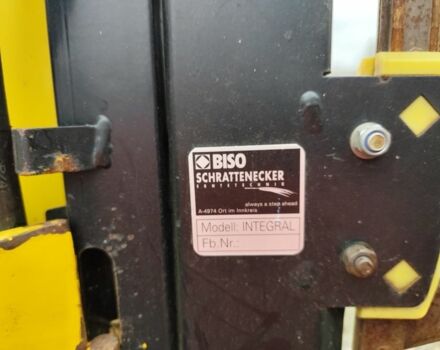 BISO
SCHRATTENECKER
ERNTETECHNIK
always a step ahead
A-4974 Ort im Innkreis
Modell: INTEGRAL
Fb.Nr.: